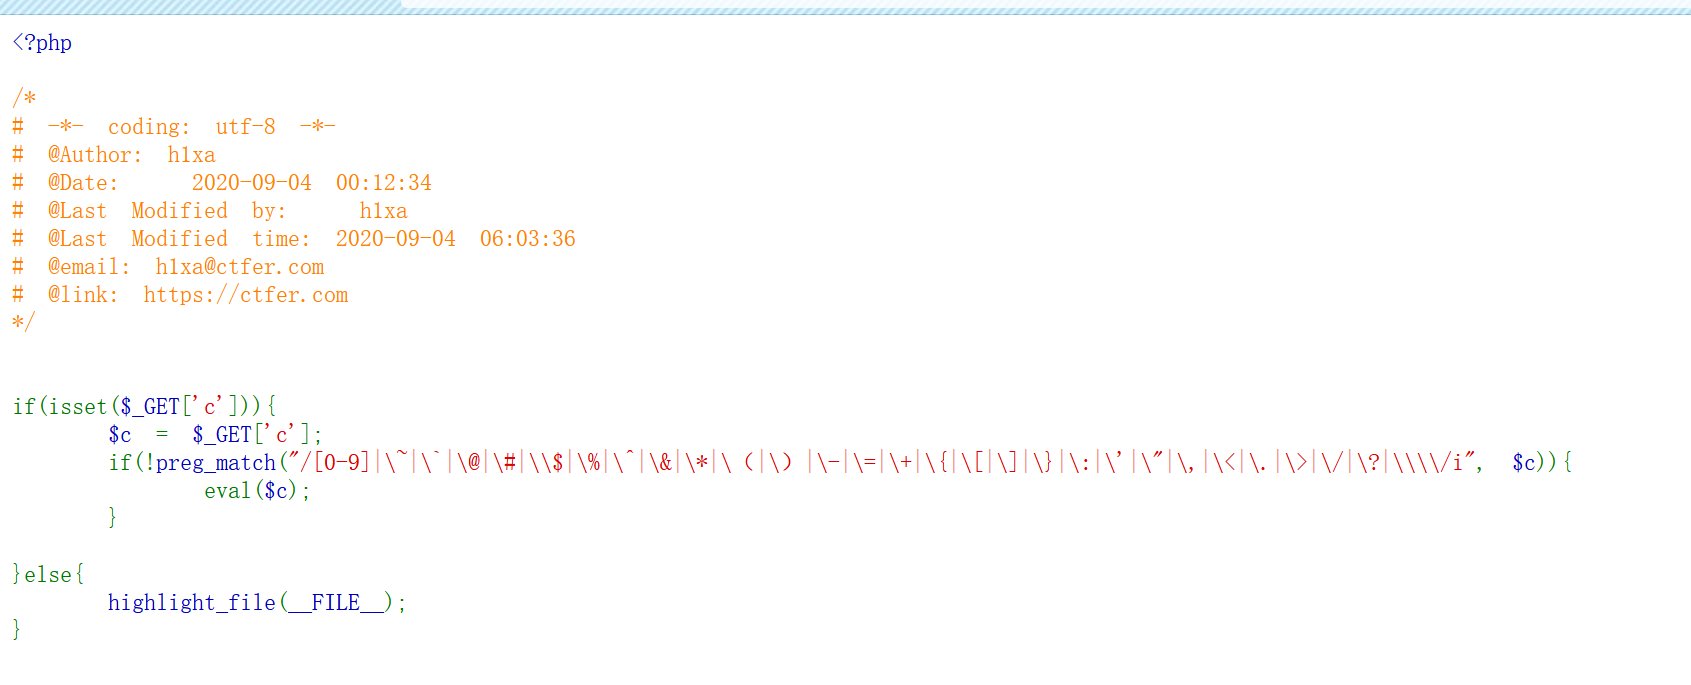 <?php
/*
# -*- coding: utf-8 -*-
# @Author: h1xa
# @Date:   2020-09-04 00:12:34
# @Last Modified by:   h1xa
# @Last Modified time: 2020-09-04 06:03:36
# @email: h1xa@ctfer.com
# @link: https://ctfer.com
*/
if(isset($_GET['c'])){
    $c = $_GET['c'];
    if(!preg_match("/[0-9]|\~|\`|\@|\#|\\$|\%|\^|\&|\*|\（|\）|\-|\=|\+|\{|\[|\]|\}|\:|\'|\"|\,|\<|\.|\>|\/|\?|\\\\/i", $c)){
        eval($c);
    }
}else{
    highlight_file(__FILE__);
}